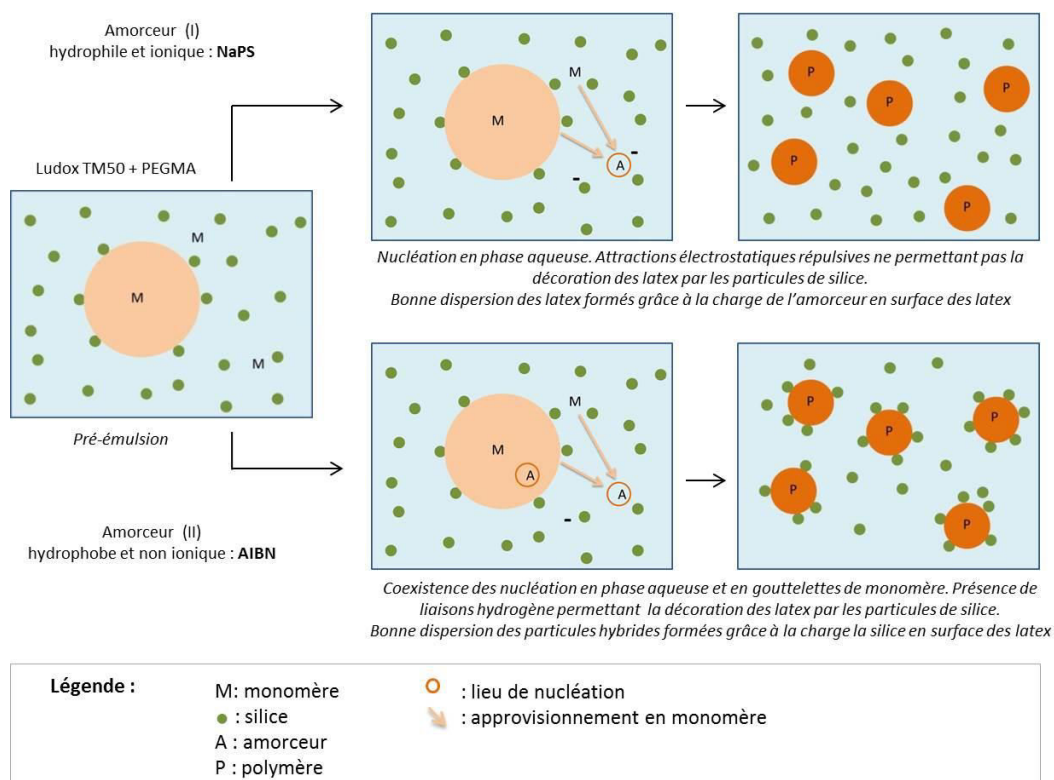 Amorceur (I)
hydrophile et ionique : NaPS
Ludox TM50 + PEGMA
M
M
M
Pré-émulsion
M
M
A
-
-
P
P
P
P
P
Nucléation en phase aqueuse. Attractions électrostatiques répulsives ne permettant pas la
décoration des latex par les particules de silice.
Bonne dispersion des latex formés grâce à la charge de l’amorceur en surface des latex
Amorceur (II)
hydrophobe et non ionique : AIBN
M
M
A
A
-
P
P
P
P
P
Coexistence des nucléation en phase aqueuse et en gouttelettes de monomère. Présence de
liaisons hydrogène permettant la décoration des latex par les particules de silice.
Bonne dispersion des particules hybrides formées grâce à la charge la silice en surface des latex
Légende :
M: monomère
: silice
A : amorceur
P : polymère
: lieu de nucléation
: approvisionnement en monomère